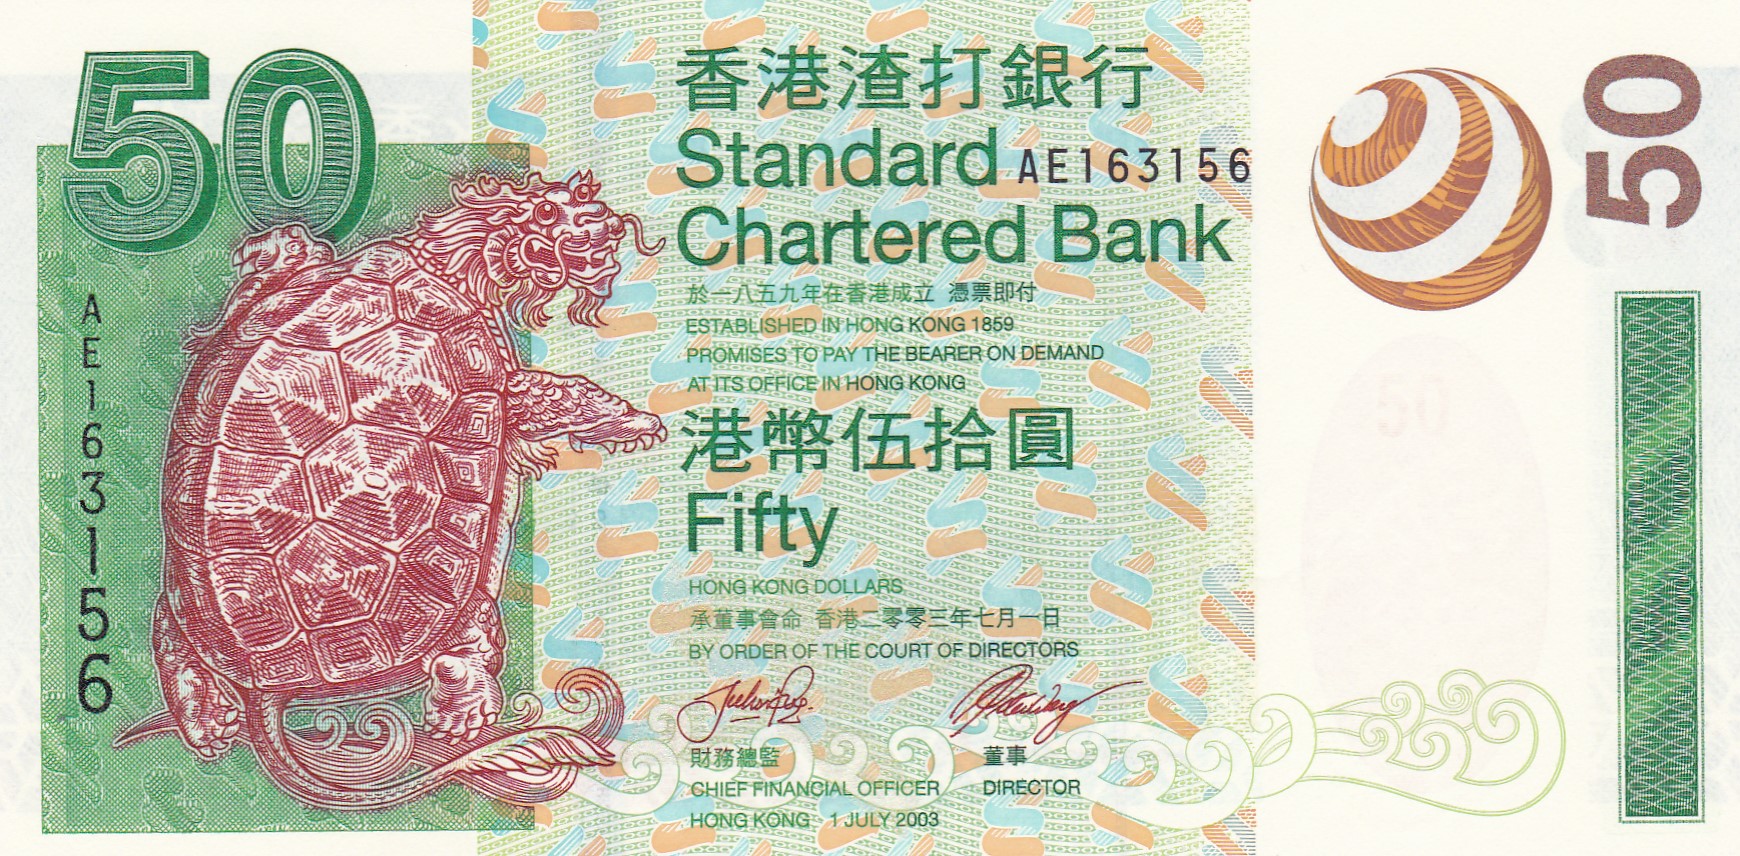 50
香港渣打銀行
Standard
AE163156
Chartered Bank
於一八五九年在香港成立 憑票即付
ESTABLISHED IN HONG KONG 1859
PROMISES TO PAY THE BEARER ON DEMAND
AT ITS OFFICE IN HONG KONG
港幣伍拾圓
Fifty
HONG KONG DOLLARS
承董事會命 香港二零零三年七月一日
BY ORDER OF THE COURT OF DIRECTORS
財務總監
董事
CHIEF FINANCIAL OFFICER
DIRECTOR
HONG KONG 1 JULY 2003
AE163156
50